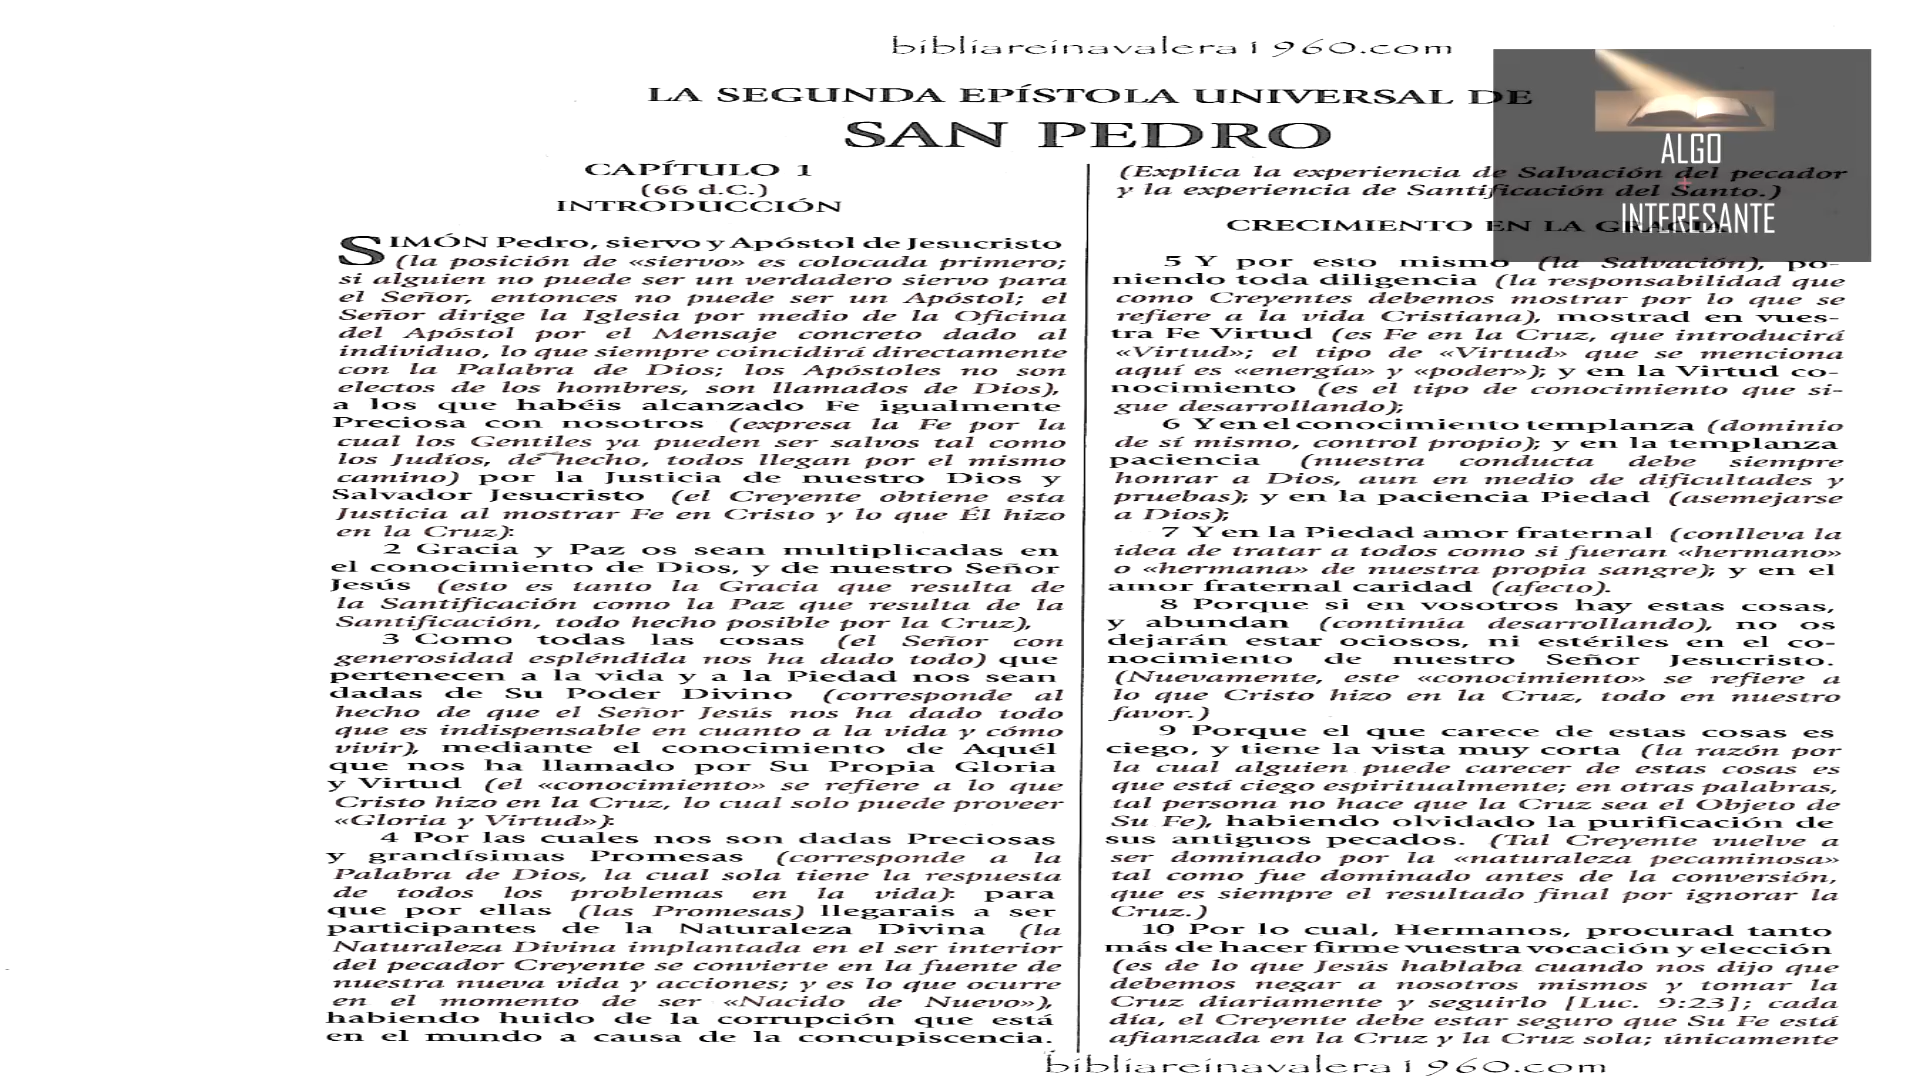 bibliareinavalera1960.com
LA SEGUNDA EPÍSTOLA UNIVERSAL DE
SAN PEDRO
CAPÍTULO 1
(66 d.C.)
INTRODUCCIÓN
SIMÓN Pedro, siervo y Apóstol de Jesucristo
(la posición de «siervo» es colocada primero;
si alguien no puede ser un verdadero siervo para
el Señor, entonces no puede ser un Apóstol; el
Señor dirige la Iglesia por medio de la Oficina
del Apóstol por el Mensaje concreto dado al
individuo, lo que siempre coincidirá directamente
con la Palabra de Dios; los Apóstoles no son
electos de los hombres, son llamados de Dios),
a los que habéis alcanzado Fe igualmente
Preciosa con nosotros (expresa la Fe por la
cual los Gentiles ya pueden ser salvos tal como
los Judíos, de hecho, todos llegan por el mismo
camino) por la Justicia de nuestro Dios y
Salvador Jesucristo (el Creyente obtiene esta
Justicia al mostrar Fe en Cristo y lo que Él hizo
en la Cruz):
2 Gracia y Paz os sean multiplicadas en
el conocimiento de Dios, y de nuestro Señor
Jesús (esto es tanto la Gracia que resulta de
la Santificación como la Paz que resulta de la
Santificación, todo hecho posible por la Cruz),
3 Como todas las cosas (el Señor con
generosidad espléndida nos ha dado todo) que
pertenecen a la vida y a la Piedad nos sean
dadas de Su Poder Divino (corresponde al
hecho de que el Señor Jesús nos ha dado todo
que es indispensable en cuanto a la vida y cómo
vivir), mediante el conocimiento de Aquél
que nos ha llamado por Su Propia Gloria
y Virtud (el «conocimiento» se refiere a lo que
Cristo hizo en la Cruz, lo cual solo puede proveer
«Gloria y Virtud»):
4 Por las cuales nos son dadas Preciosas
y grandísimas Promesas (corresponde a la
Palabra de Dios, la cual sola tiene la respuesta
de todos los problemas en la vida): para
que por ellas (las Promesas) llegarais a ser
participantes de la Naturaleza Divina (la
Naturaleza Divina implantada en el ser interior
del pecador Creyente se convierte en la fuente de
nuestra nueva vida y acciones; y es lo que ocurre
en el momento de ser «Nacido de Nuevo»),
habiendo huido de la corrupción que está
en el mundo a causa de la concupiscencia.
(Explica la experiencia de Salvación del pecador
y la experiencia de Santificación del Santo.)
CRECIMIENTO EN LA GRACIA
5 Y por esto mismo (la Salvación), po-
niendo toda diligencia (la responsabilidad que
como Creyentes debemos mostrar por lo que se
refiere a la vida Cristiana), mostrad en vues-
tra Fe Virtud (es Fe en la Cruz, que introducirá
«Virtud»; el tipo de «Virtud» que se menciona
aquí es «energía» y «poder»); y en la Virtud co-
nocimiento (es el tipo de conocimiento que si-
gue desarrollando);
6 Y en el conocimiento templanza (dominio
de sí mismo, control propio); y en la templanza
paciencia (nuestra conducta debe siempre
honrar a Dios, aun en medio de dificultades y
pruebas); y en la paciencia Piedad (asemejarse
a Dios);
7 Y en la Piedad amor fraternal (conlleva la
idea de tratar a todos como si fueran «hermano»
o «hermana» de nuestra propia sangre); y en el
amor fraternal caridad (afecto).
8 Porque si en vosotros hay estas cosas,
y abundan (continúa desarrollando), no os
dejarán estar ociosos, ni estériles en el co-
nocimiento de nuestro Señor Jesucristo.
(Nuevamente, este «conocimiento» se refiere a
lo que Cristo hizo en la Cruz, todo en nuestro
favor.)
9 Porque el que carece de estas cosas es
ciego, y tiene la vista muy corta (la razón por
la cual alguien puede carecer de estas cosas es
que está ciego espiritualmente; en otras palabras,
tal persona no hace que la Cruz sea el Objeto de
Su Fe), habiendo olvidado la purificación de
sus antiguos pecados. (Tal Creyente vuelve a
ser dominado por la «naturaleza pecaminosa»
tal como fue dominado antes de la conversión,
que es siempre el resultado final por ignorar la
Cruz.)
10 Por lo cual, Hermanos, procurad tanto
más de hacer firme vuestra vocación y elección
(es de lo que Jesús hablaba cuando nos dijo que
debemos negar a nosotros mismos y tomar la
Cruz diariamente y seguirlo [Luc. 9:23]; cada
día, el Creyente debe estar seguro que Su Fe está
afianzada en la Cruz y la Cruz sola; únicamente
bibliareinavalera1960.com
ALGO
INTERESANTE